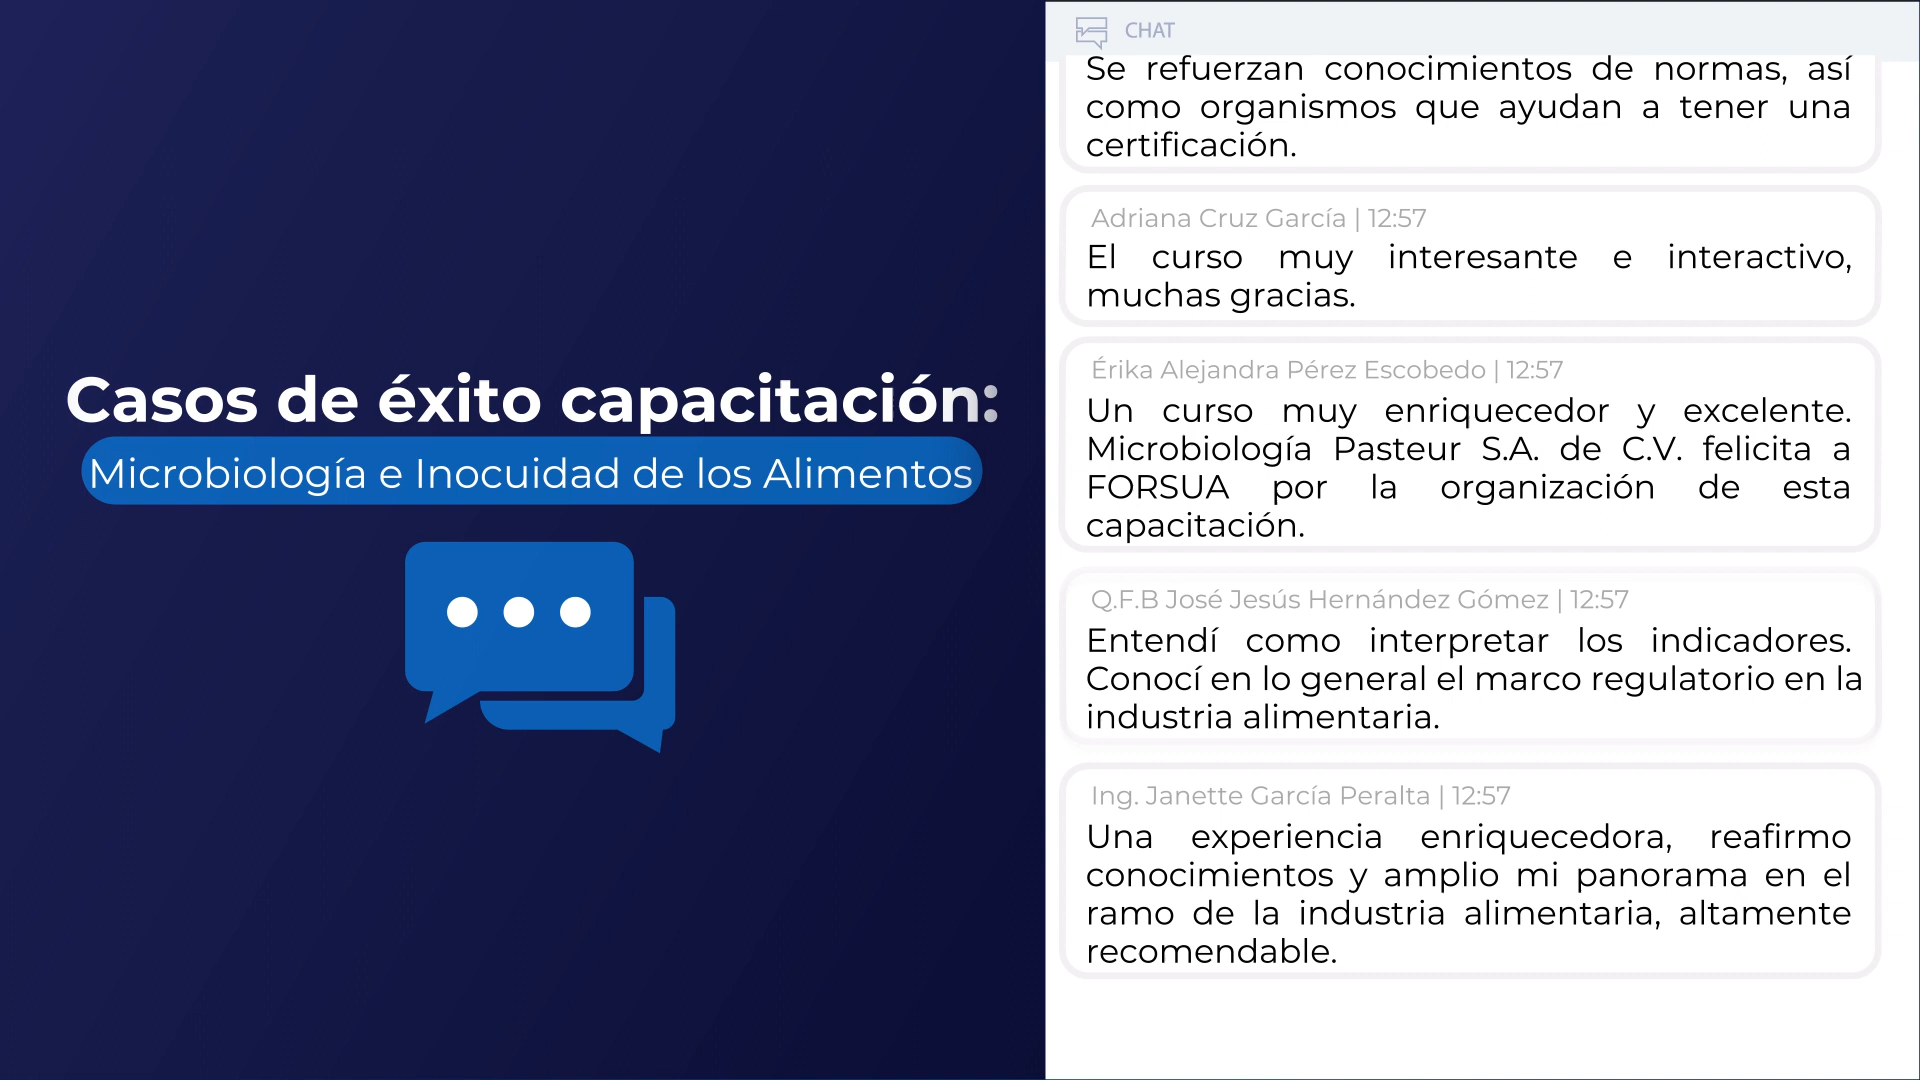 Casos de éxito capacitación:
Microbiología e Inocuidad de los Alimentos
CHAT
Se refuerzan conocimientos de normas, así
como organismos que ayudan a tener una
certificación.
Adriana Cruz García | 12:57
El curso muy interesante e interactivo,
muchas gracias.
Érika Alejandra Pérez Escobedo | 12:57
Un curso muy enriquecedor y excelente.
Microbiología Pasteur S.A. de C.V. felicita a
FORSUA por la organización de esta
capacitación.
Q.F.B José Jesús Hernández Gómez | 12:57
Entendí como interpretar los indicadores.
Conocí en lo general el marco regulatorio en la
industria alimentaria.
Ing. Janette García Peralta | 12:57
Una experiencia enriquecedora, reafirmo
conocimientos y amplio mi panorama en el
ramo de la industria alimentaria, altamente
recomendable.